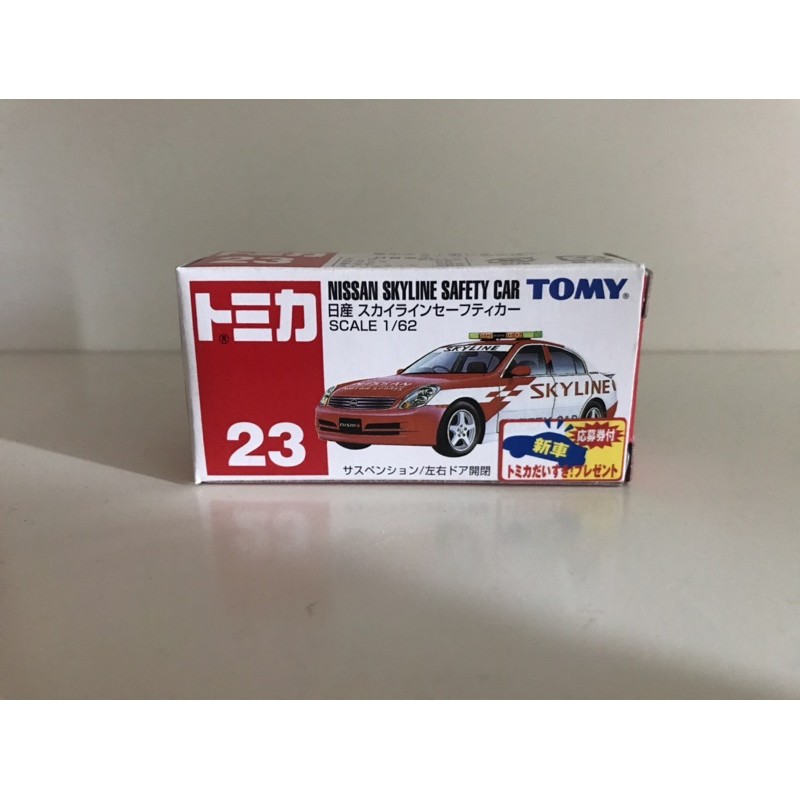 トミカ®
23
NISSAN SKYLINE SAFETY CAR TOMY®
日産 スカイラインセーフティカー
SCALE 1/62
SKYLINE
SKYLINE
サスペンション/左右ドア開閉
新車
応募券付
トミカだいすき!プレゼント